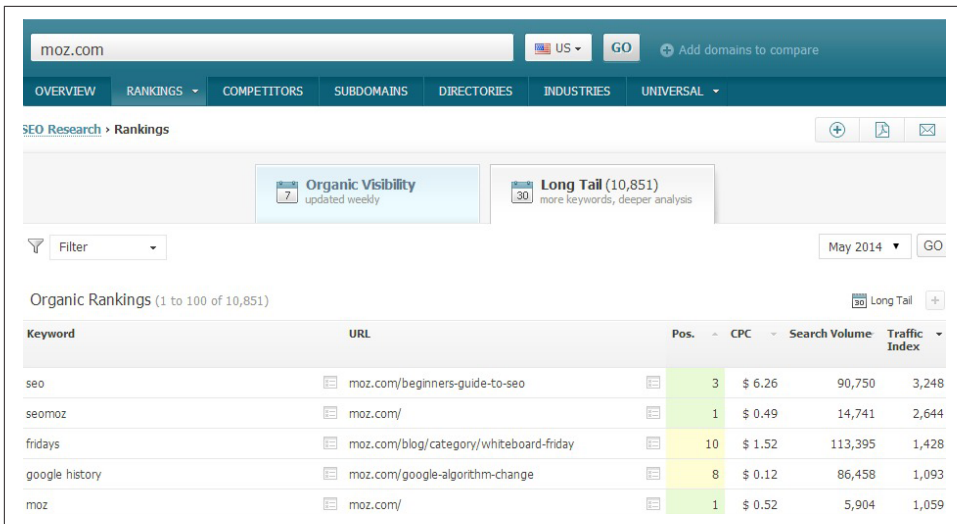 moz.com US GO Add domains to compare
OVERVIEW RANKINGS COMPETITORS SUBDOMAINS DIRECTORIES INDUSTRIES UNIVERSAL
SEO Research › Rankings
7 Organic Visibility
updated weekly
30 Long Tail (10,851)
more keywords, deeper analysis
Filter May 2014 GO
Organic Rankings (1 to 100 of 10,851) 30 Long Tail +
Keyword URL Pos. CPC Search Volume Traffic
Index
seo moz.com/beginners-guide-to-seo 3 $ 6.26 90,750 3,248
seomoz moz.com/ 1 $ 0.49 14,741 2,644
fridays moz.com/blog/category/whiteboard-friday 10 $ 1.52 113,395 1,428
google history moz.com/google-algorithm-change 8 $ 0.12 86,458 1,093
moz moz.com/ 1 $ 0.52 5,904 1,059